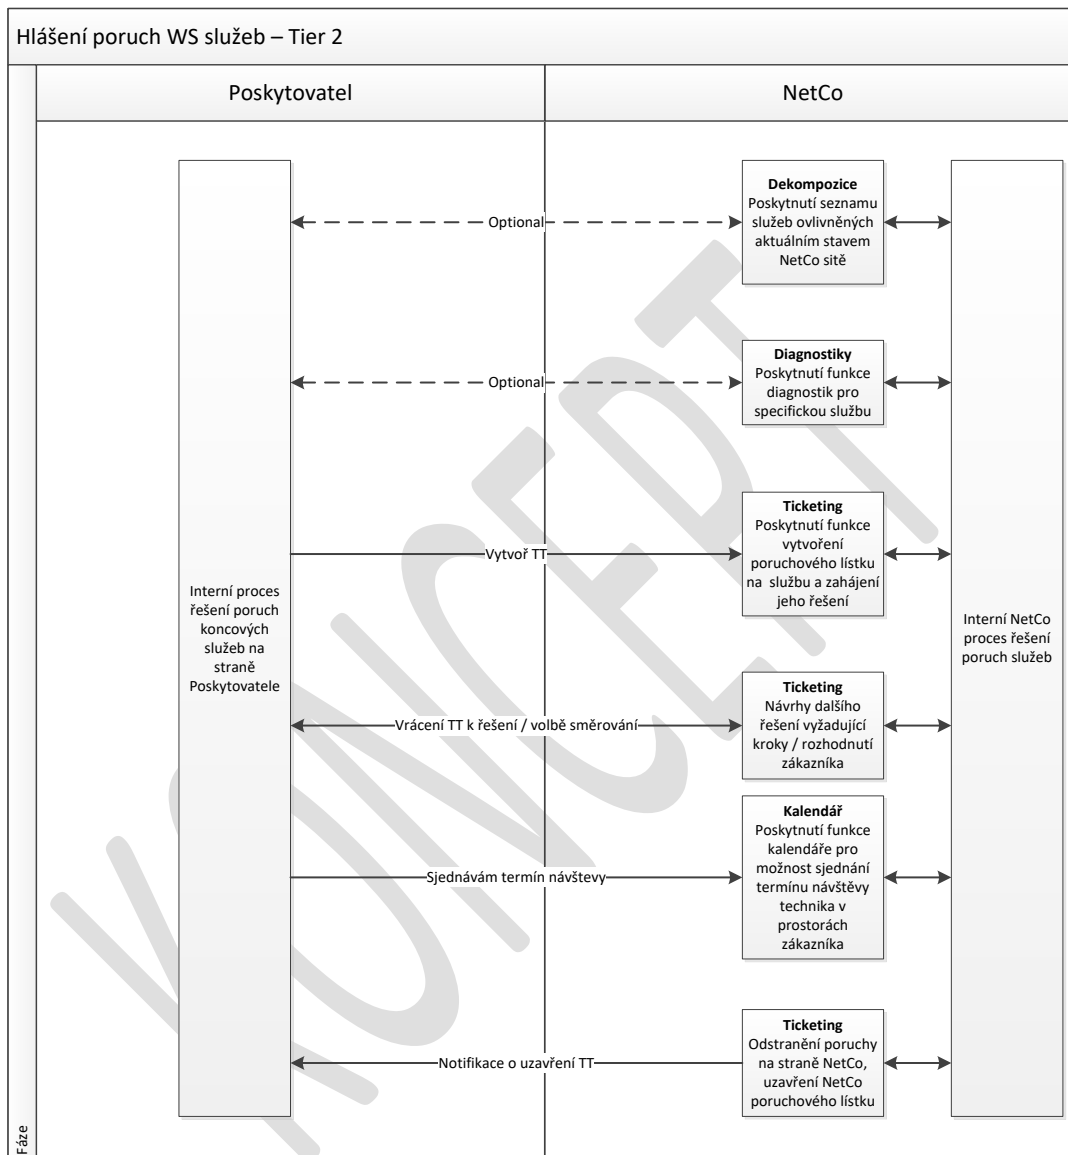 Hlášení poruch WS služeb – Tier 2
Poskytovatel
NetCo
Dekompozice
Poskytnutí seznamu
služeb ovlivněných
aktuálním stavem
NetCo sitě
Optional
Diagnostiky
Poskytnutí funkce
diagnostik pro
specifickou službu
Optional
Ticketing
Poskytnutí funkce
vytvoření
poruchového lístku
na službu a zahájení
jeho řešení
Vytvoř TT
Interní proces
řešení poruch
koncových
služeb na
straně
Poskytovatele
Interní NetCo
proces řešení
poruch služeb
Ticketing
Návrhy dalšího
řešení vyžadující
kroky / rozhodnutí
zákazníka
Vrácení TT k řešení / volbě směrování
Kalendář
Poskytnutí funkce
kalendáře pro
možnost sjednání
termínu návštěvy
technika v
prostorách
zákazníka
Sjednávám termín návštevy
Ticketing
Odstranění poruchy
na straně NetCo,
uzavření NetCo
poruchového lístku
Notifikace o uzavření TT
Fáze
KONCEPT